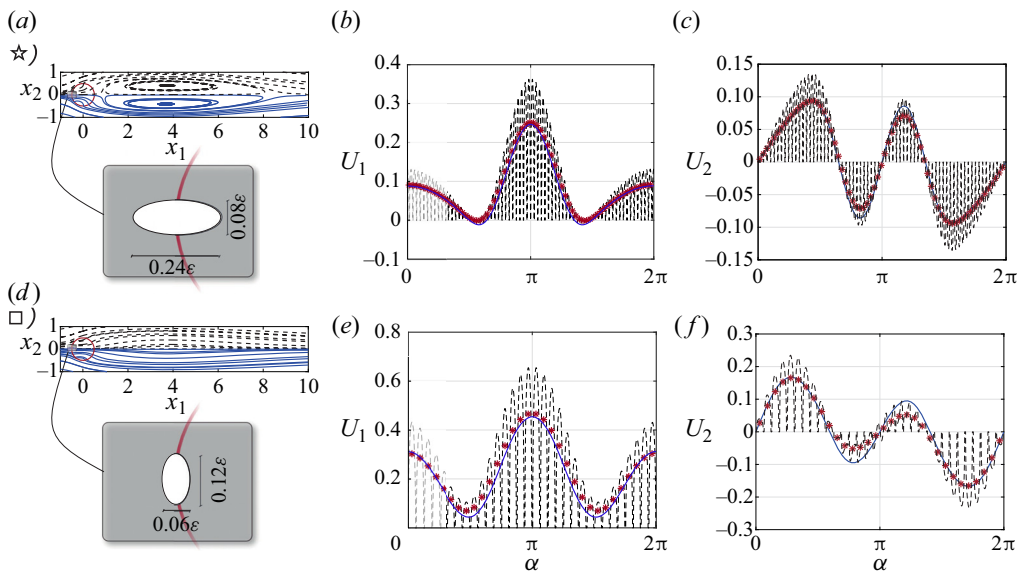 (a)
☆)
1
x2 0
−1
0 2 4 6 8 10
x1
0.08ε
0.24ε
(b)
0.4
0.3
U1 0.2
0.1
0
−0.1
0 π 2π
(c)
0.15
0.10
0.05
U2 0
−0.05
−0.10
−0.15
0 π 2π
(d)
□)
1
x2 0
−1
0 2 4 6 8 10
x1
0.12ε
0.06ε
(e)
0.8
0.6
U1 0.4
0.2
0 π 2π
α
(f)
0.3
0.2
0.1
U2 0
−0.1
−0.2
−0.3
0 π 2π
α